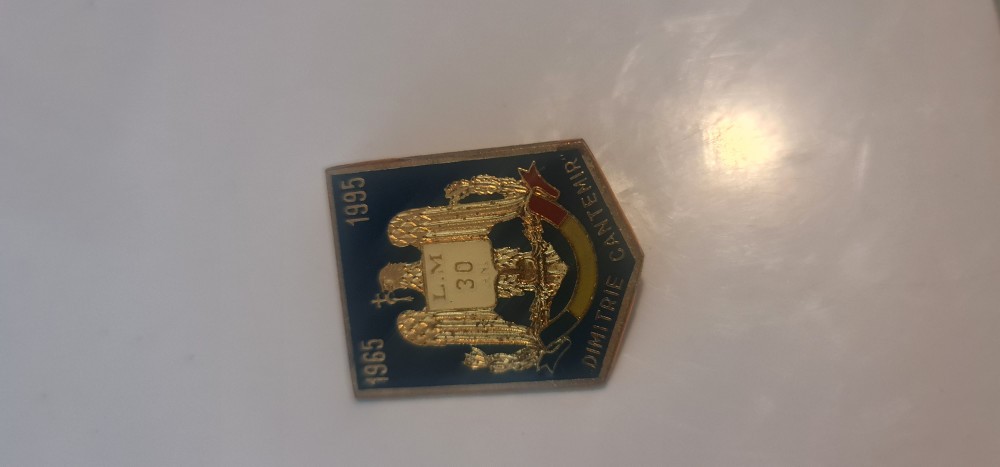 1965 1995
L.M
30
DIMITRIE CANTEMIR"